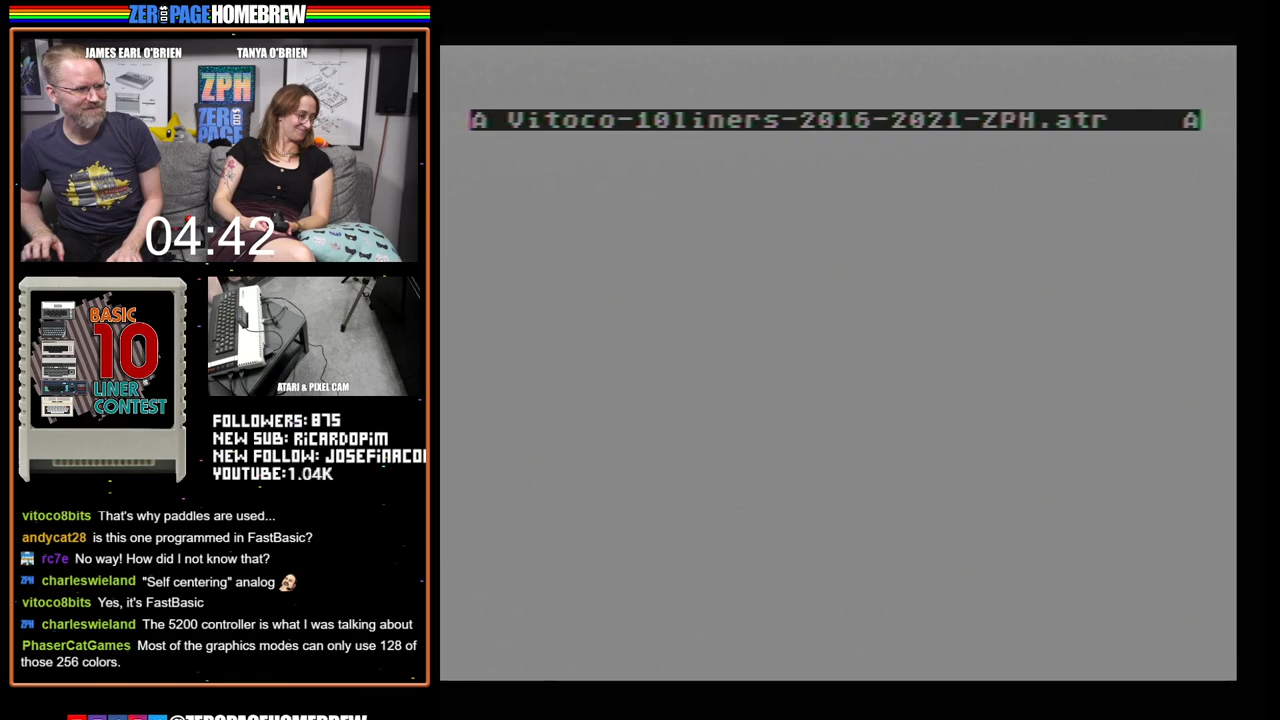 ZEROPAGE HOMEBREW
JAMES EARL O'BRIEN
TANYA O'BRIEN
ZPH
ZERO
PAGE
04:42
BASIC
10
LINER
CONTEST
ATARI & PIXEL CAM
FOLLOWERS: 875
NEW SUB: RICARDOPIM
NEW FOLLOW: JOSEFINACO
YOUTUBE:1.04K
vitoco8bits That's why paddles are used...
andycat28 is this one programmed in FastBasic?
rc7e No way! How did I not know that?
ZPH charleswieland "Self centering" analog
vitoco8bits Yes, it's FastBasic
ZPH charleswieland The 5200 controller is what I was talking about
PhaserCatGames Most of the graphics modes can only use 128 of
those 256 colors.
@ZEROPAGEHOMEBREW
A Vitoco-10liners-2016-2021-ZPH.atr A